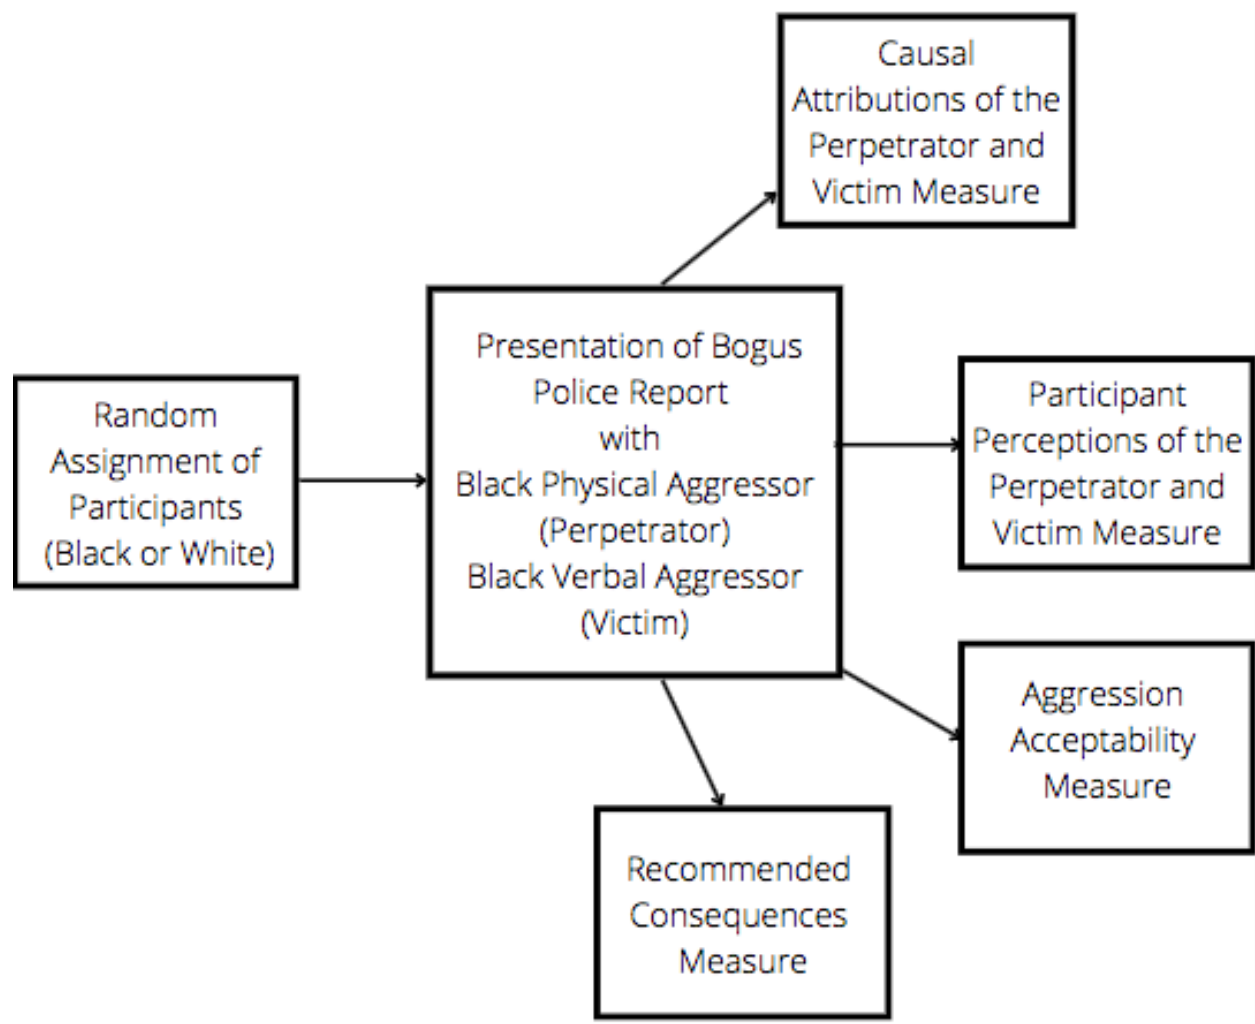 Causal
Attributions of the
Perpetrator and
Victim Measure
Random
Assignment of
Participants
(Black or White)
Presentation of Bogus
Police Report
with
Black Physical Aggressor
(Perpetrator)
Black Verbal Aggressor
(Victim)
Participant
Perceptions of the
Perpetrator and
Victim Measure
Aggression
Acceptability
Measure
Recommended
Consequences
Measure